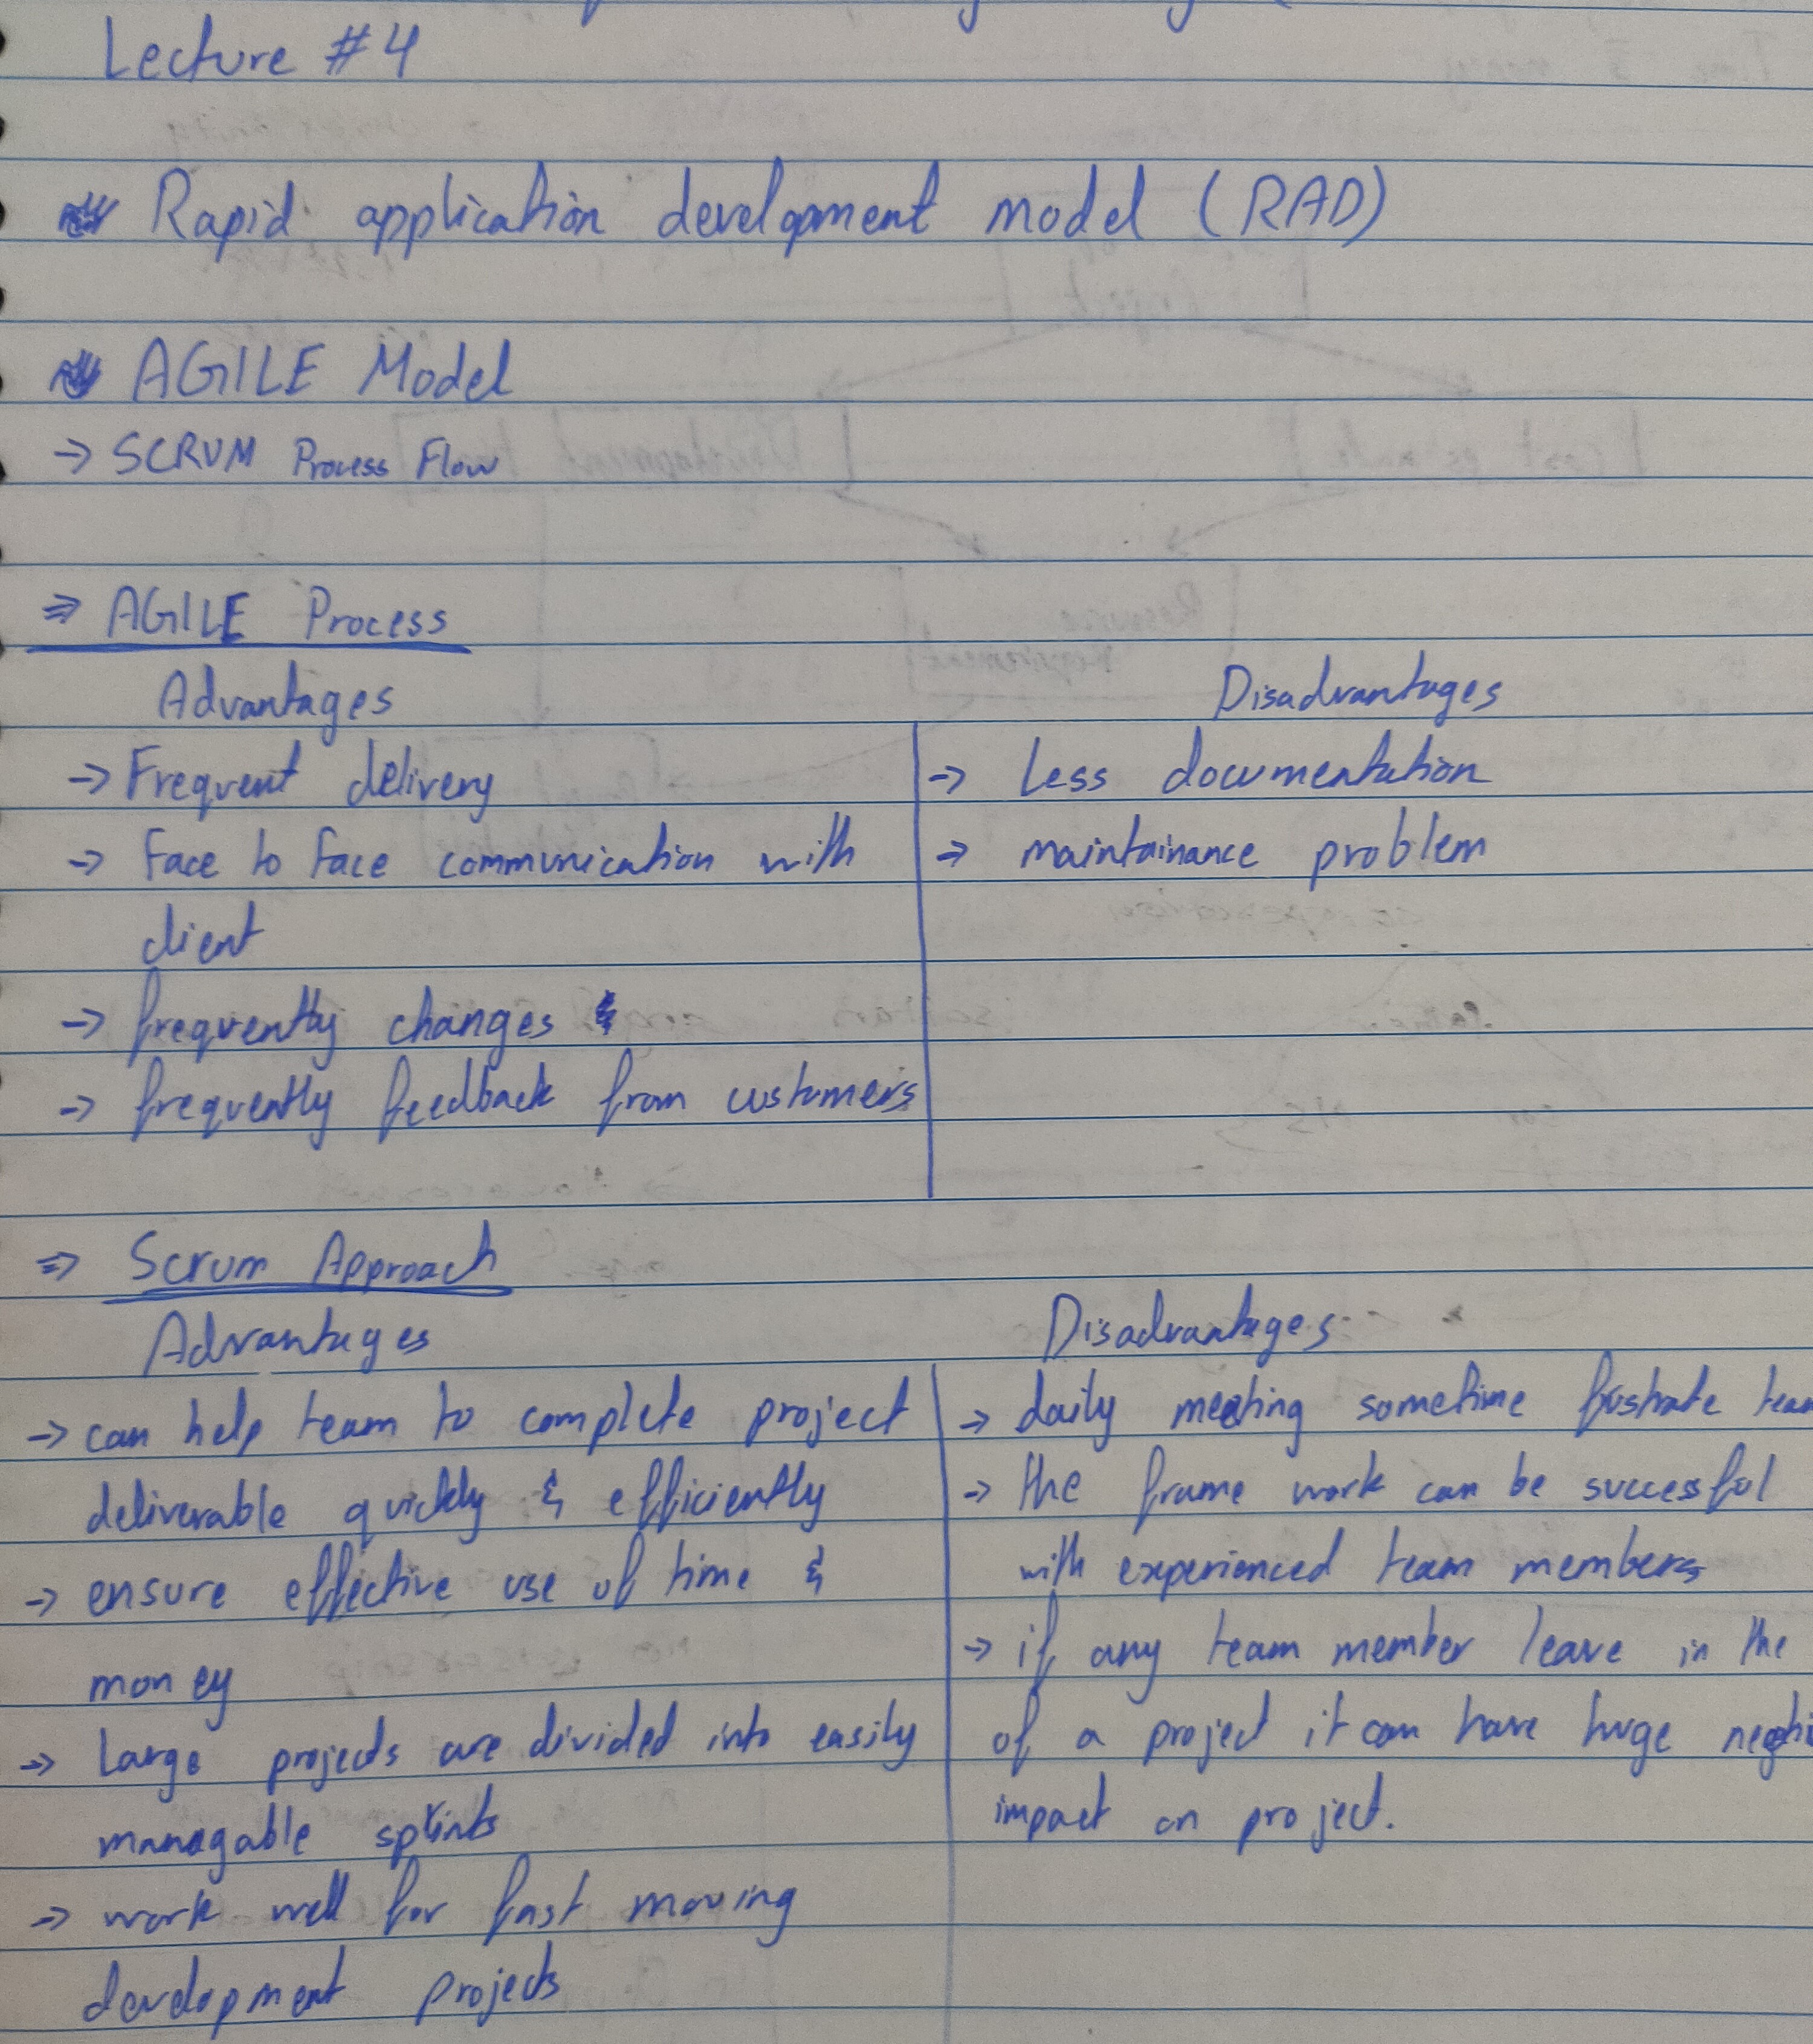 Lecture #4
Rapid application development model (RAD)
AGILE Model
→ SCRUM Process Flow
⇒ AGILE Process
Advantages
Disadvantages
→ Frequent delivery
→ Less documentation
→ Face to Face communication with
→ maintainance problem
client
→ frequently changes
→ frequently feedback from customers
⇒ Scrum Approach
Advantages
Disadvantages
→ can help team to complete project
deliverable quickly & efficiently
→ ensure effective use of time &
money
→ Large projects are divided into easily
managable sprints
→ work well for fast moving
development projects
→ daily meeting sometime frustrate
→ the frame work can be successful
with experienced team members
→ if any team member leave in the
of a project it can have huge
impact on project.